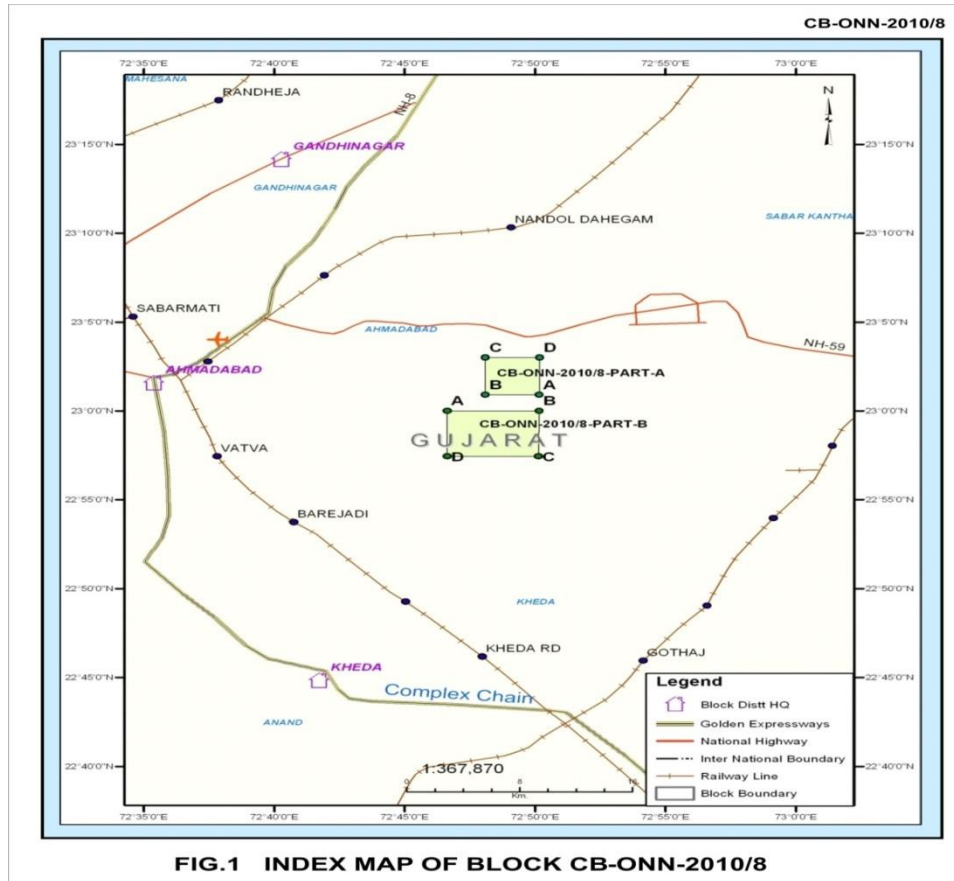 CB-ONN-2010/8
72°35'0"E 72°40'0"E 72°45'0"E 72°50'0"E 72°55'0"E 73°0'0"E
MAHESANA
RANDHEJA
N
NH-8
23°15'0"N GANDHINAGAR 23°15'0"N
GANDHINAGAR
NANDOL DAHEGAM
SABAR KANTHA
23°10'0"N 23°10'0"N
SABARMATI
23°5'0"N AHMADABAD 23°5'0"N
NH-59
C D
AHMADABAD
CB-ONN-2010/8-PART-A
B A
A B
23°0'0"N 23°0'0"N
CB-ONN-2010/8-PART-B
GUJARAT
VATVA
D C
22°55'0"N 22°55'0"N
BAREJADI
22°50'0"N 22°50'0"N
KHEDA
KHEDA RD
GOTHAJ
22°45'0"N 22°45'0"N
KHEDA
Complex Chain
ANAND
22°40'0"N 22°40'0"N
1:367,870
0 8 16
Km.
Legend
Block Distt HQ
Golden Expressways
National Highway
Inter National Boundary
Railway Line
Block Boundary
72°35'0"E 72°40'0"E 72°45'0"E 72°50'0"E 72°55'0"E 73°0'0"E
FIG.1 INDEX MAP OF BLOCK CB-ONN-2010/8